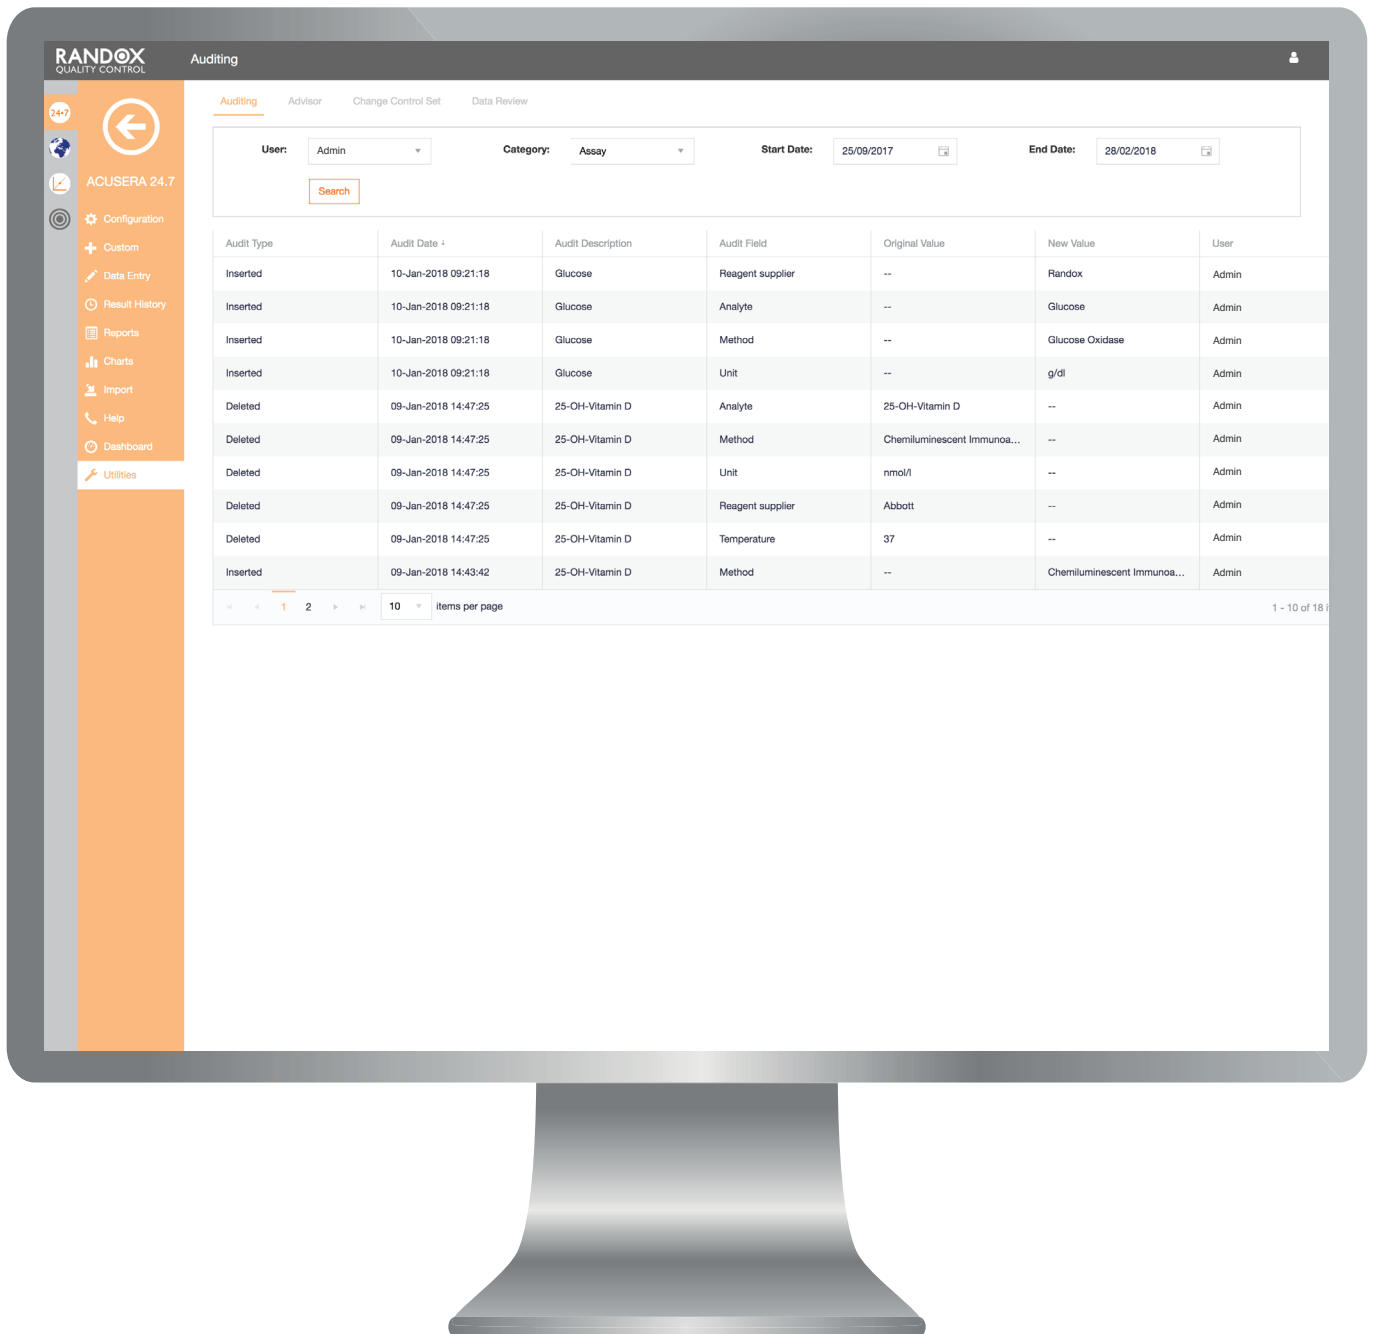 RANDOX
QUALITY CONTROL
Auditing
24•7
ACUSERA 24.7
Configuration
Custom
Data Entry
Result History
Reports
Charts
Import
Help
Dashboard
Utilities
Auditing Advisor Change Control Set Data Review
User: Admin Category: Assay Start Date: 25/09/2017 End Date: 28/02/2018
Search
Audit Type Audit Date ↓ Audit Description Audit Field Original Value New Value User
Inserted 10-Jan-2018 09:21:18 Glucose Reagent supplier -- Randox Admin
Inserted 10-Jan-2018 09:21:18 Glucose Analyte -- Glucose Admin
Inserted 10-Jan-2018 09:21:18 Glucose Method -- Glucose Oxidase Admin
Inserted 10-Jan-2018 09:21:18 Glucose Unit -- g/dl Admin
Deleted 09-Jan-2018 14:47:25 25-OH-Vitamin D Analyte 25-OH-Vitamin D -- Admin
Deleted 09-Jan-2018 14:47:25 25-OH-Vitamin D Method Chemiluminescent Immunoa... -- Admin
Deleted 09-Jan-2018 14:47:25 25-OH-Vitamin D Unit nmol/l -- Admin
Deleted 09-Jan-2018 14:47:25 25-OH-Vitamin D Reagent supplier Abbott -- Admin
Deleted 09-Jan-2018 14:47:25 25-OH-Vitamin D Temperature 37 -- Admin
Inserted 09-Jan-2018 14:43:42 25-OH-Vitamin D Method -- Chemiluminescent Immunoa... Admin
1 2 10 items per page 1 - 10 of 18 i